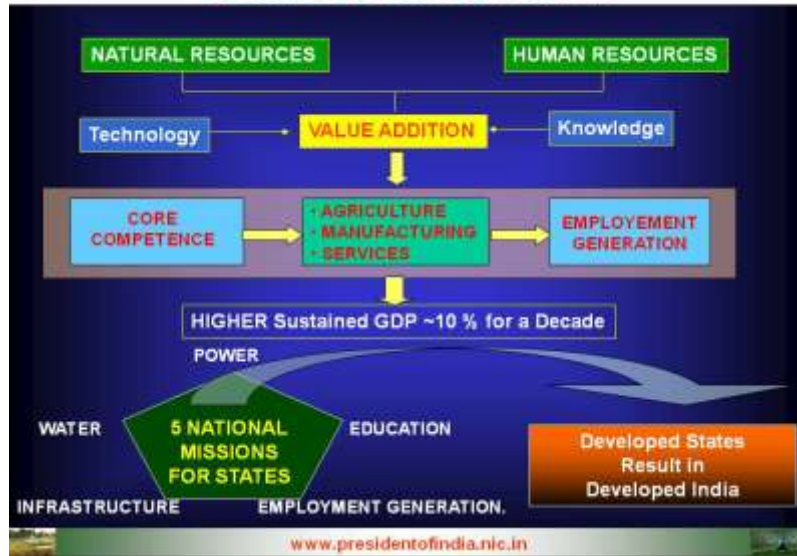 NATURAL RESOURCES
HUMAN RESOURCES
Technology
VALUE ADDITION
Knowledge
CORE
COMPETENCE
· AGRICULTURE
· MANUFACTURING
· SERVICES
EMPLOYEMENT
GENERATION
HIGHER Sustained GDP ~10 % for a Decade
POWER
WATER
5 NATIONAL
MISSIONS
FOR STATES
EDUCATION
INFRASTRUCTURE
EMPLOYMENT GENERATION.
Developed States
Result in
Developed India
www.presidentofindia.nic.in